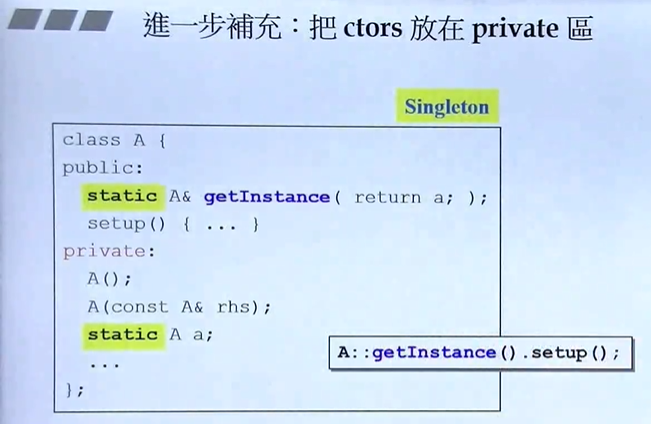 進一步補充：把 ctors 放在 private 區
Singleton
class A {
public:
static A& getInstance( return a; );
setup() { ... }
private:
A();
A(const A& rhs);
static A a;
...
};
A::getInstance().setup();